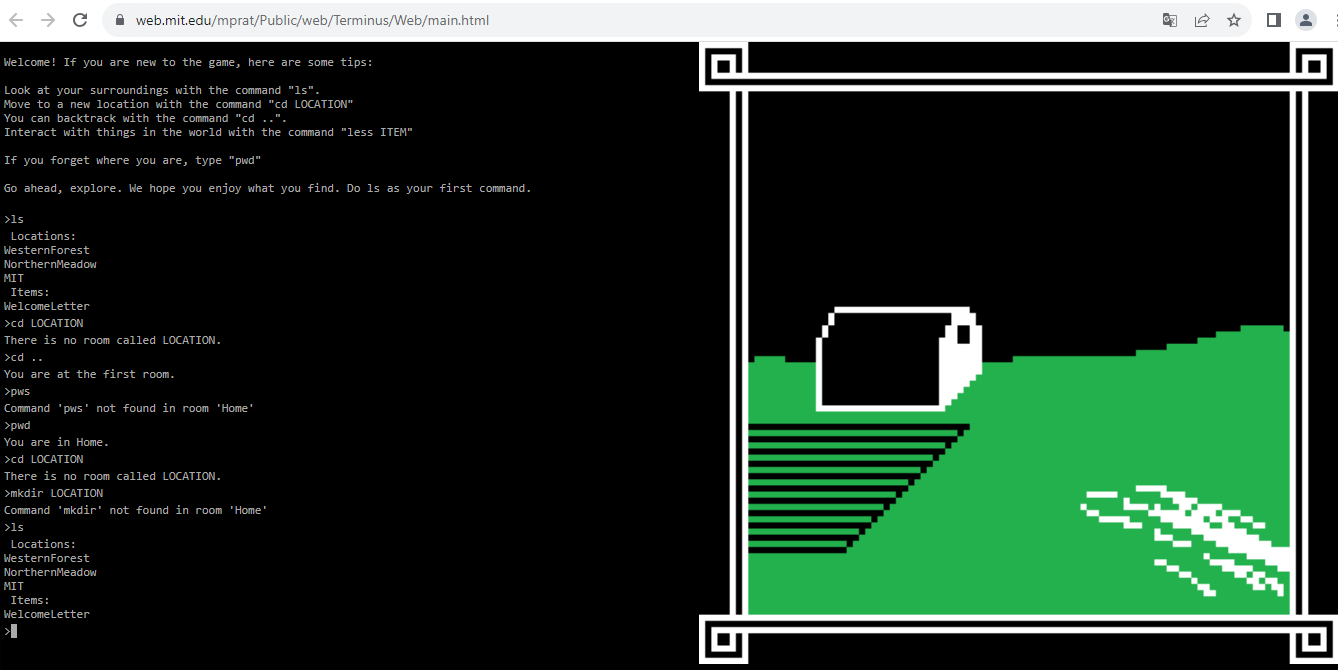 web.mit.edu/mprat/Public/web/Terminus/Web/main.html
Welcome! If you are new to the game, here are some tips:
Look at your surroundings with the command "ls".
Move to a new location with the command "cd LOCATION"
You can backtrack with the command "cd ..".
Interact with things in the world with the command "less ITEM"
If you forget where you are, type "pwd"
Go ahead, explore. We hope you enjoy what you find. Do ls as your first command.
>ls
Locations:
WesternForest
NorthernMeadow
MIT
Items:
WelcomeLetter
>cd LOCATION
There is no room called LOCATION.
>cd ..
You are at the first room.
>pws
Command 'pws' not found in room 'Home'
>pwd
You are in Home.
>cd LOCATION
There is no room called LOCATION.
>mkdir LOCATION
Command 'mkdir' not found in room 'Home'
>ls
Locations:
WesternForest
NorthernMeadow
MIT
Items:
WelcomeLetter
>